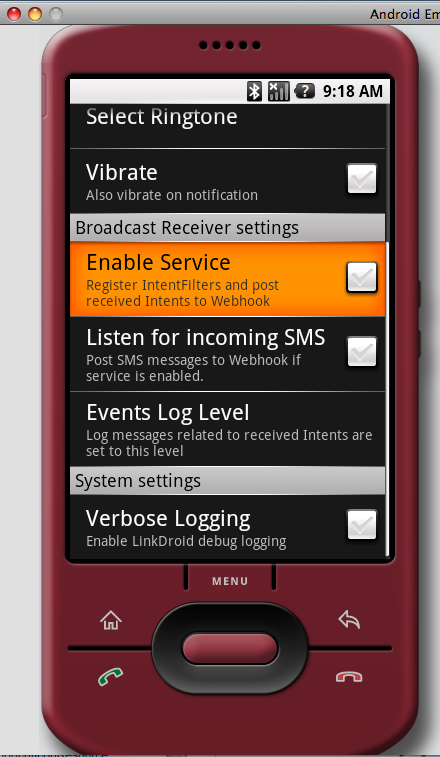 Android Em
9:18 AM
Select Ringtone
Vibrate
Also vibrate on notification
Broadcast Receiver settings
Enable Service
Register IntentFilters and post
received Intents to Webhook
Listen for incoming SMS
Post SMS messages to Webhook if
service is enabled.
Events Log Level
Log messages related to received Intents are
set to this level
System settings
Verbose Logging
Enable LinkDroid debug logging
MENU